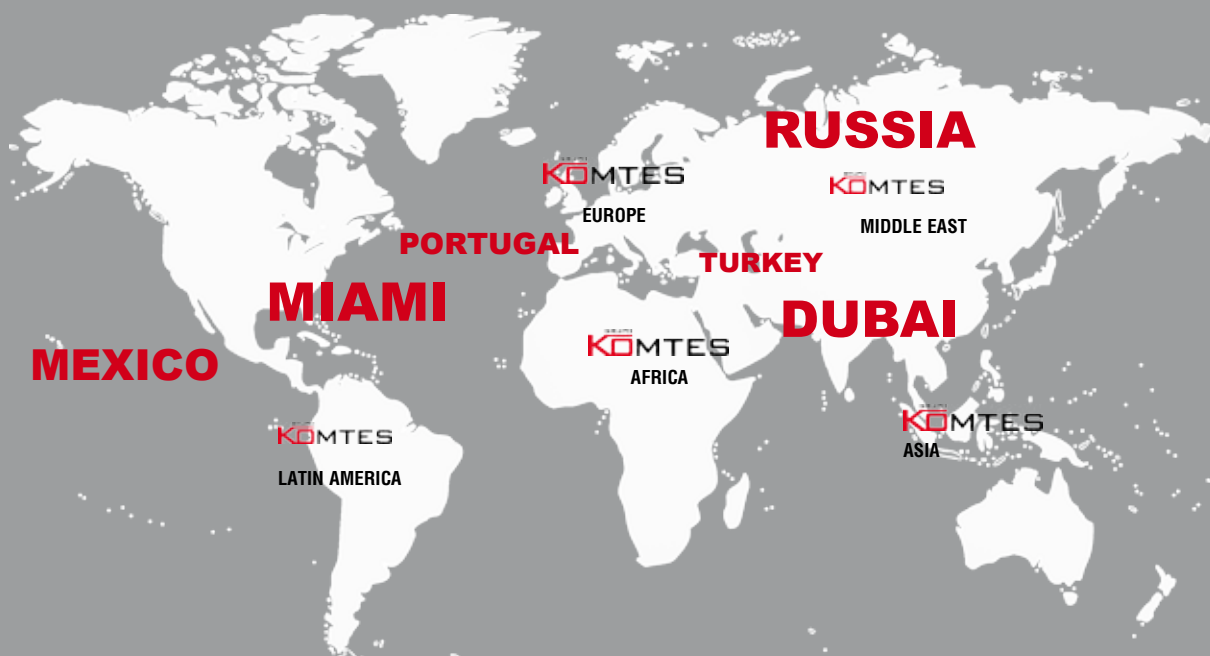 RUSSIA
KOMTES
EUROPE
KOMTES
MIDDLE EAST
PORTUGAL
TURKEY
MIAMI
DUBAI
MEXICO
KOMTES
AFRICA
KOMTES
LATIN AMERICA
KOMTES
ASIA